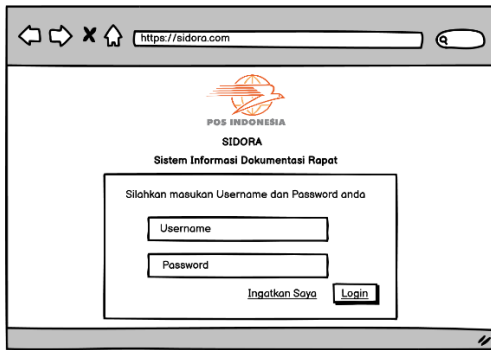 https://sidora.com
POS INDONESIA
SIDORA
Sistem Informasi Dokumentasi Rapat
Silahkan masukan Username dan Password anda
Username
Password
Ingatkan Saya Login